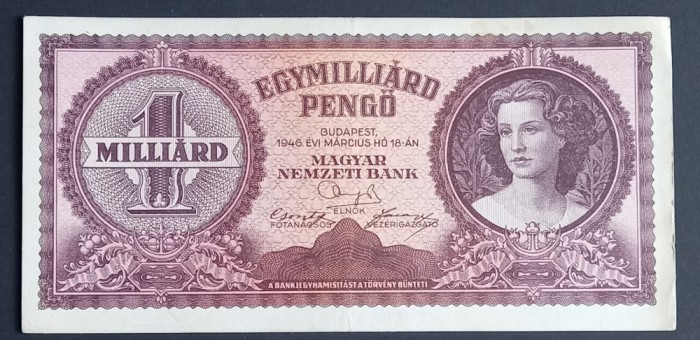 EGYMILLIÁRD
PENGŐ
1
MILLIÁRD
BUDAPEST,
1946. ÉVI MÁRCIUS HÓ 18-ÁN
MAGYAR
NEMZETI BANK
ELNÖK
FŐTANÁCSOS
VEZÉRIGAZGATÓ
A BANKJEGYHAMISÍTÁST A TÖRVÉNY BÜNTETI